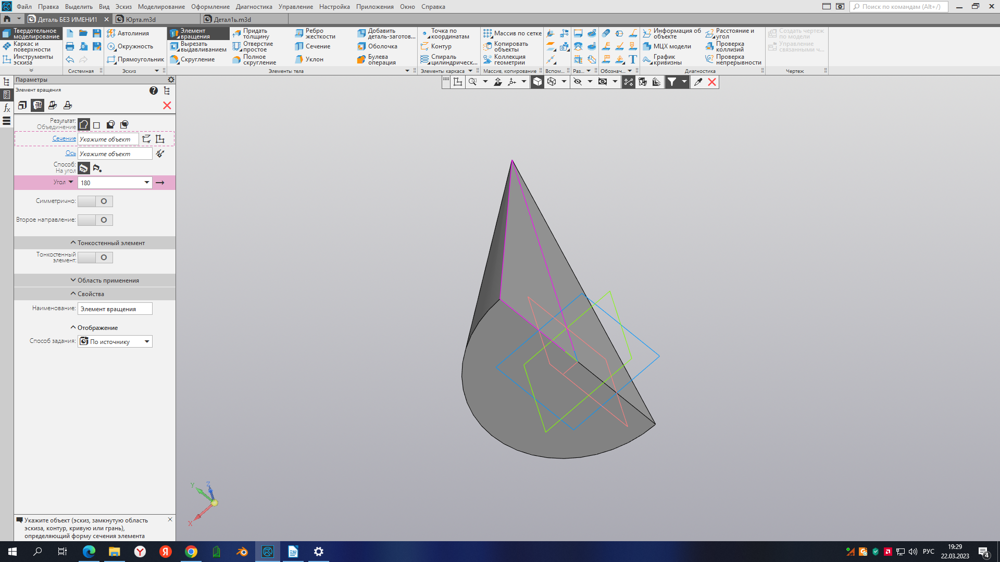 Файл Правка Выделить Вид Эскиз Моделирование Оформление Диагностика Управление Настройка Приложения Окно Справка
Поиск по командам (Alt+/)
Деталь БЕЗ ИМЕНИ1
Юрта.m3d
Детал1ь.m3d
Твердотельное моделирование
Каркас и поверхности
Инструменты эскиза
Системная
Автолиния
Окружность
Прямоугольник
Эскиз
Элемент вращения
Вырезать выдавливанием
Скругление
Придать толщину
Отверстие простое
Полное скругление
Ребро жесткости
Сечение
Уклон
Добавить деталь-заготов...
Оболочка
Булева операция
Элементы тела
Точка по координатам
Контур
Спираль цилиндрическ...
Элементы каркаса
Массив по сетке
Копировать объекты
Коллекция геометрии
Массив, копирование
Вспом...
Раз...
Обознач...
Информация об объекте
МЦХ модели
График кривизны
Расстояние и угол
Проверка коллизий
Проверка непрерывности
Диагностика
Создать чертеж по модели
Управление связанными ч...
Чертеж
Параметры
Элемент вращения
Результат:
Объединение
Сечение Укажите объект
Ось Укажите объект
Способ:
На угол
Угол 180
Симметрично:
Второе направление:
Тонкостенный элемент
Тонкостенный элемент:
Область применения
Свойства
Наименование: Элемент вращения
Отображение
Способ задания: По источнику
Укажите объект (эскиз, замкнутую область
эскиза, контур, кривую или грань),
определяющий форму сечения элемента
Y
Z
X
РУС
19:29
22.03.2023
4